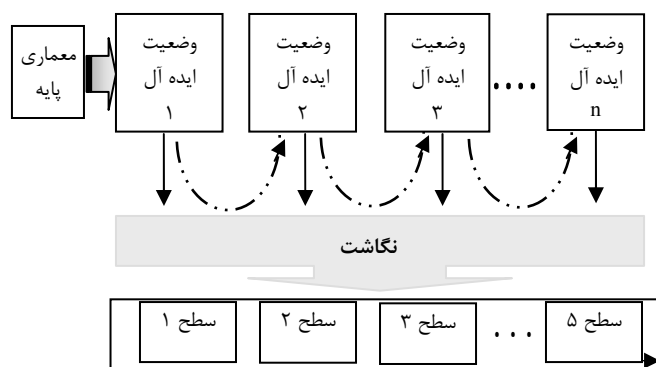 معماری
پایه
وضعیت
ایده آل
۱
وضعیت
ایده آل
۲
وضعیت
ایده آل
۳
....
وضعیت
ایده آل
n
نگاشت
سطح ۱
سطح ۲
سطح ۳
...
سطح ۵